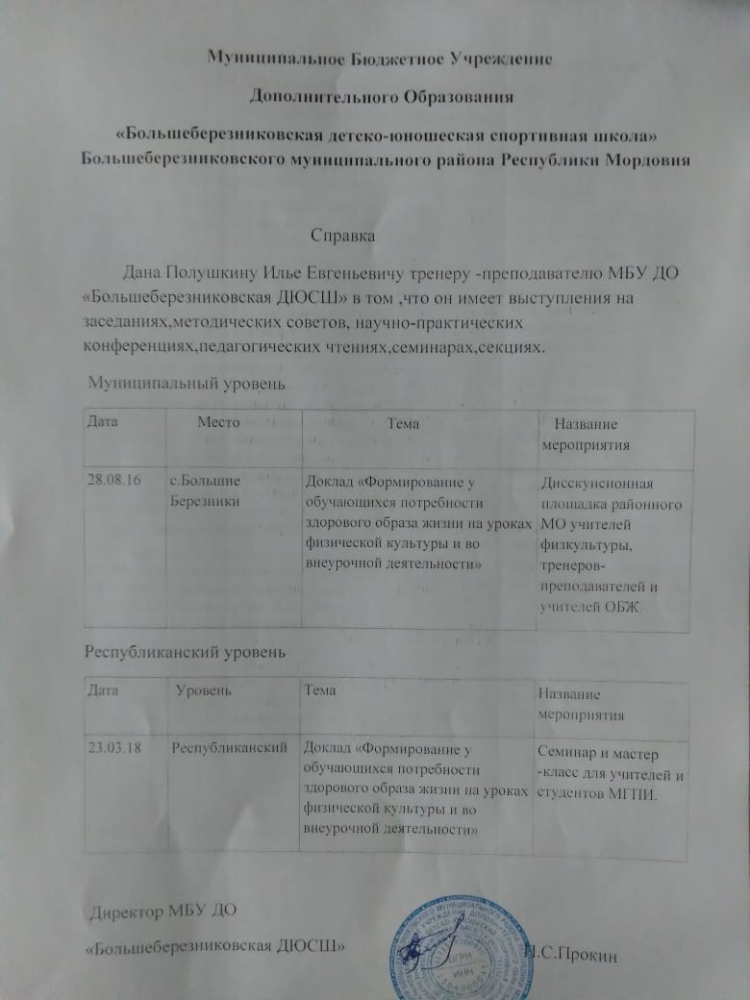 Муниципальное Бюджетное Учреждение
Дополнительного Образования
«Большеберезниковская детско-юношеская спортивная школа»
Большеберезниковского муниципального района Республики Мордовия
Справка
Дана Полушкину Илье Евгеньевичу тренеру -преподавателю МБУ ДО
«Большеберезниковская ДЮСШ» в том ,что он имеет выступления на
заседаниях,методических советов, научно-практических
конференциях,педагогических чтениях,семинарах,секциях.
Муниципальный уровень
Дата Место Тема Название
мероприятия
28.08.16 с.Большие
Березники
Доклад «Формирование у
обучающихся потребности
здорового образа жизни на уроках
физической культуры и во
внеурочной деятельности»
Дисскунсионная
площадка районного
МО учителей
физкультуры,
тренеров-
преподавателей и
учителей ОБЖ.
Республиканский уровень
Дата Уровень Тема Название
мероприятия
23.03.18 Республиканский
Доклад «Формирование у
обучающихся потребности
здорового образа жизни на уроках
физической культуры и во
внеурочной деятельности»
Семинар и мастер
-класс для учителей и
студентов МГПИ.
Директор МБУ ДО
«Большеберезниковская ДЮСШ» Н.С.Прокин
ОГРН
ИНН